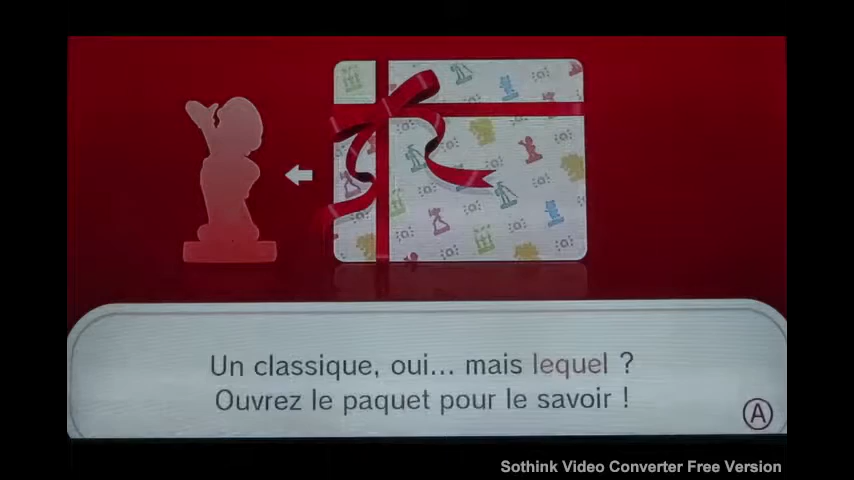 Un classique, oui... mais lequel ?
Ouvrez le paquet pour le savoir !
A
Sothink Video Converter Free Version